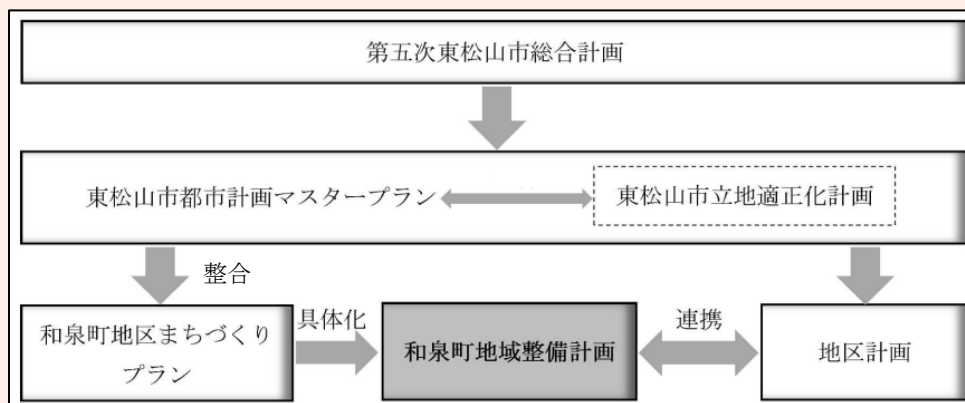 第五次東松山市総合計画
東松山市都市計画マスタープラン
東松山市立地適正化計画
整合
和泉町地区まちづくり
プラン
具体化
和泉町地域整備計画
連携
地区計画